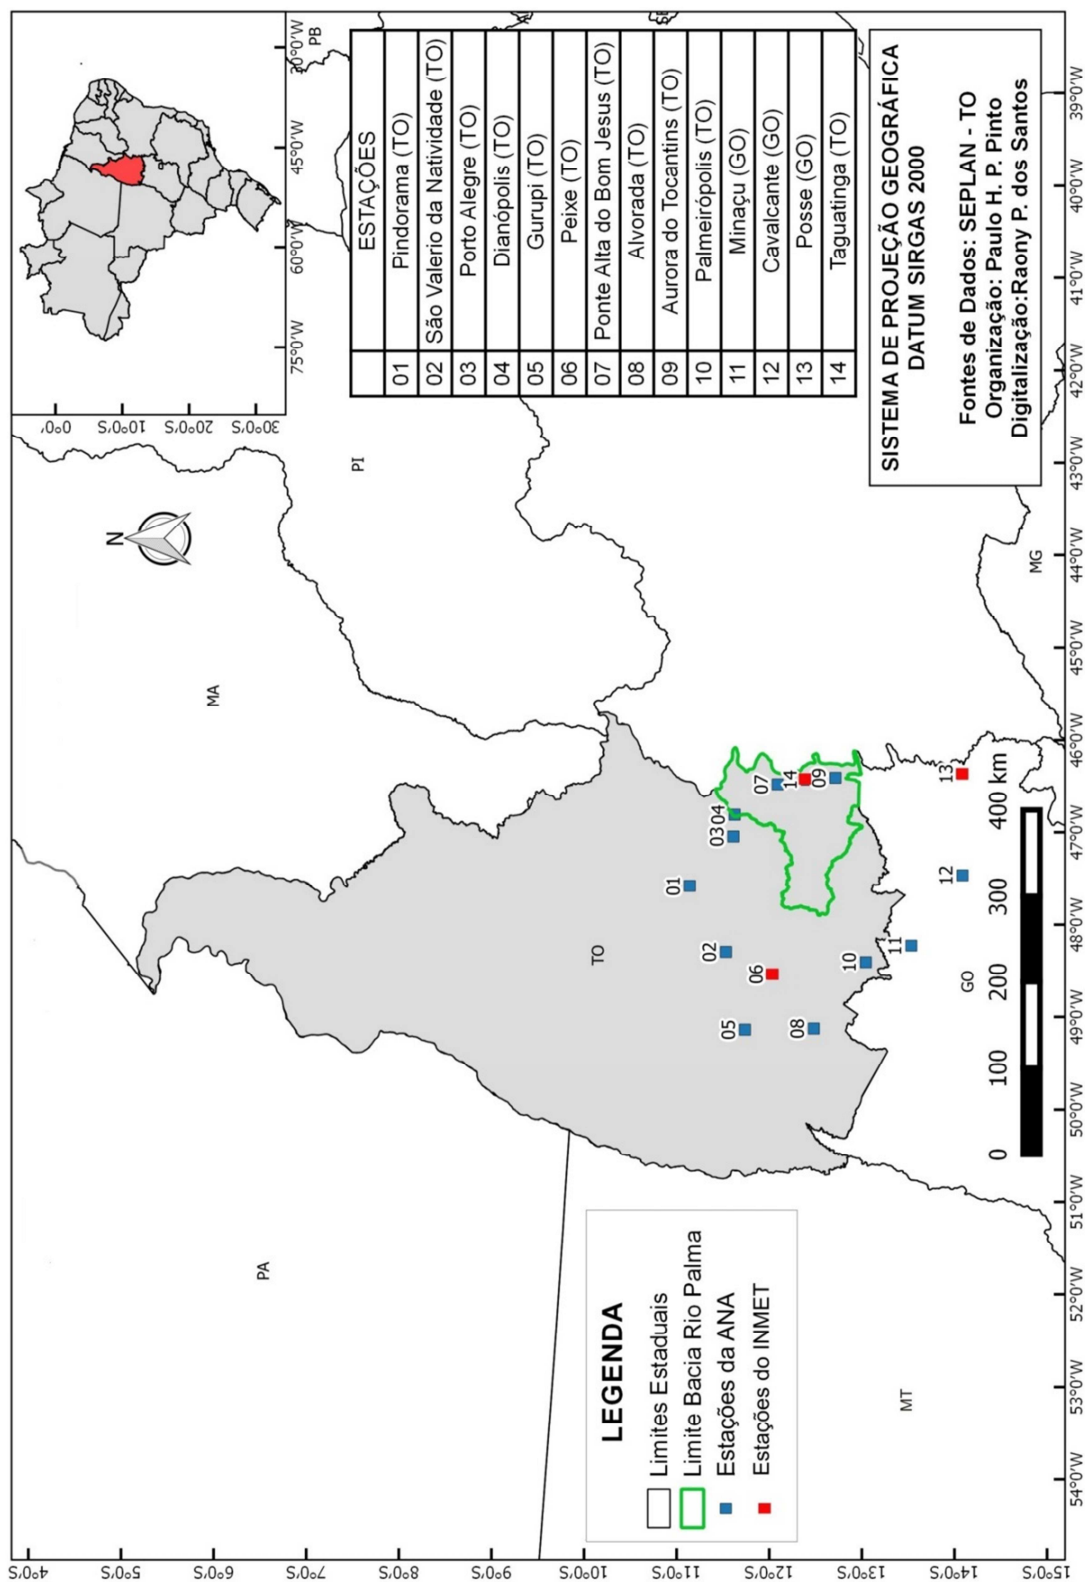 N
PA
MA
PI
PB
TO
MT
GO
MG
SE
01
02
0304
05
06
07
14
09
08
10
11
12
13
0°0'
10°0'S
20°0'S
30°0'S
75°0'W
60°0'W
45°0'W
30°0'W
ESTAÇÕES
01 Pindorama (TO)
02 São Valerio da Natividade (TO)
03 Porto Alegre (TO)
04 Dianópolis (TO)
05 Gurupi (TO)
06 Peixe (TO)
07 Ponte Alta do Bom Jesus (TO)
08 Alvorada (TO)
09 Aurora do Tocantins (TO)
10 Palmeirópolis (TO)
11 Minaçu (GO)
12 Cavalcante (GO)
13 Posse (GO)
14 Taguatinga (TO)
LEGENDA
Limites Estaduais
Limite Bacia Rio Palma
Estações da ANA
Estações do INMET
0 100 200 300 400 km
SISTEMA DE PROJEÇÃO GEOGRÁFICA
DATUM SIRGAS 2000
Fontes de Dados: SEPLAN - TO
Organização: Paulo H. P. Pinto
Digitalização:Raony P. dos Santos
4°0'S
5°0'S
6°0'S
7°0'S
8°0'S
9°0'S
10°0'S
11°0'S
12°0'S
13°0'S
14°0'S
15°0'S
54°0'W
53°0'W
52°0'W
51°0'W
50°0'W
49°0'W
48°0'W
47°0'W
46°0'W
45°0'W
44°0'W
43°0'W
42°0'W
41°0'W
40°0'W
39°0'W